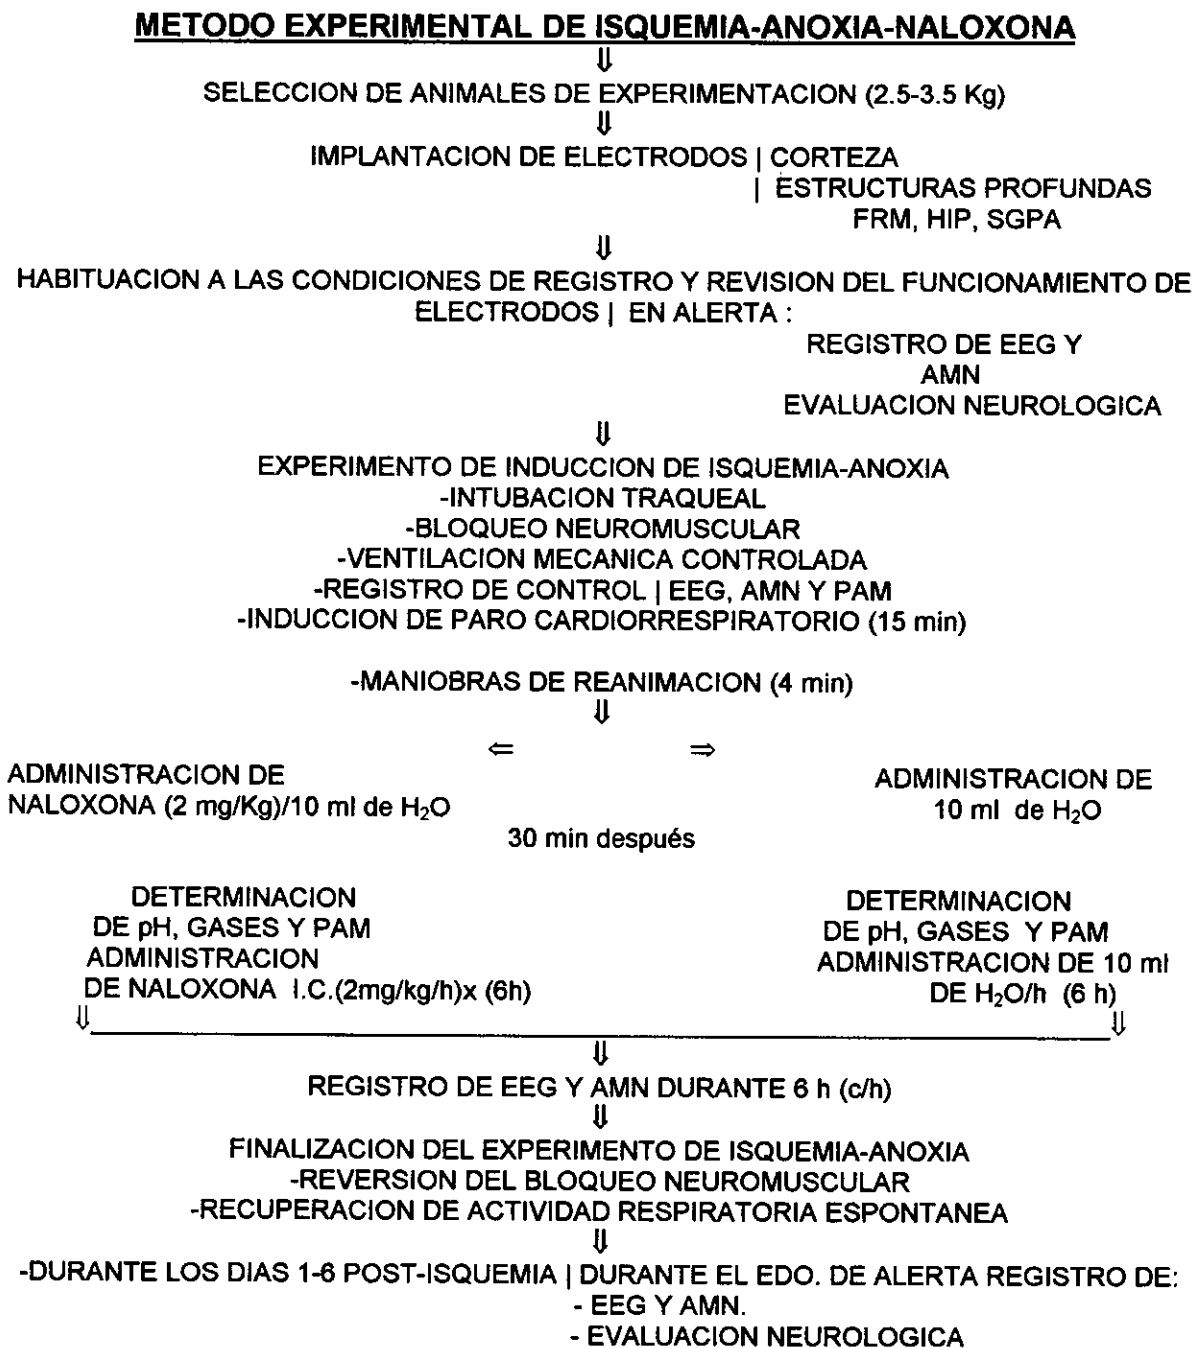 METODO EXPERIMENTAL DE ISQUEMIA-ANOXIA-NALOXONA
⇓
SELECCION DE ANIMALES DE EXPERIMENTACION (2.5-3.5 Kg)
⇓
IMPLANTACION DE ELECTRODOS | CORTEZA
| ESTRUCTURAS PROFUNDAS
FRM, HIP, SGPA
⇓
HABITUACION A LAS CONDICIONES DE REGISTRO Y REVISION DEL FUNCIONAMIENTO DE
ELECTRODOS | EN ALERTA :
REGISTRO DE EEG Y
AMN
EVALUACION NEUROLOGICA
⇓
EXPERIMENTO DE INDUCCION DE ISQUEMIA-ANOXIA
-INTUBACION TRAQUEAL
-BLOQUEO NEUROMUSCULAR
-VENTILACION MECANICA CONTROLADA
-REGISTRO DE CONTROL | EEG, AMN Y PAM
-INDUCCION DE PARO CARDIORRESPIRATORIO (15 min)
-MANIOBRAS DE REANIMACION (4 min)
⇓
⇐ ⇒
ADMINISTRACION DE
NALOXONA (2 mg/Kg)/10 ml de H₂O
ADMINISTRACION DE
10 ml de H₂O
30 min después
DETERMINACION
DE pH, GASES Y PAM
ADMINISTRACION
DE NALOXONA I.C.(2mg/kg/h)x (6h)
⇓
DETERMINACION
DE pH, GASES Y PAM
ADMINISTRACION DE 10 ml
DE H₂O/h (6 h)
⇓
⇓
REGISTRO DE EEG Y AMN DURANTE 6 h (c/h)
⇓
FINALIZACION DEL EXPERIMENTO DE ISQUEMIA-ANOXIA
-REVERSION DEL BLOQUEO NEUROMUSCULAR
-RECUPERACION DE ACTIVIDAD RESPIRATORIA ESPONTANEA
⇓
-DURANTE LOS DIAS 1-6 POST-ISQUEMIA | DURANTE EL EDO. DE ALERTA REGISTRO DE:
- EEG Y AMN.
- EVALUACION NEUROLOGICA